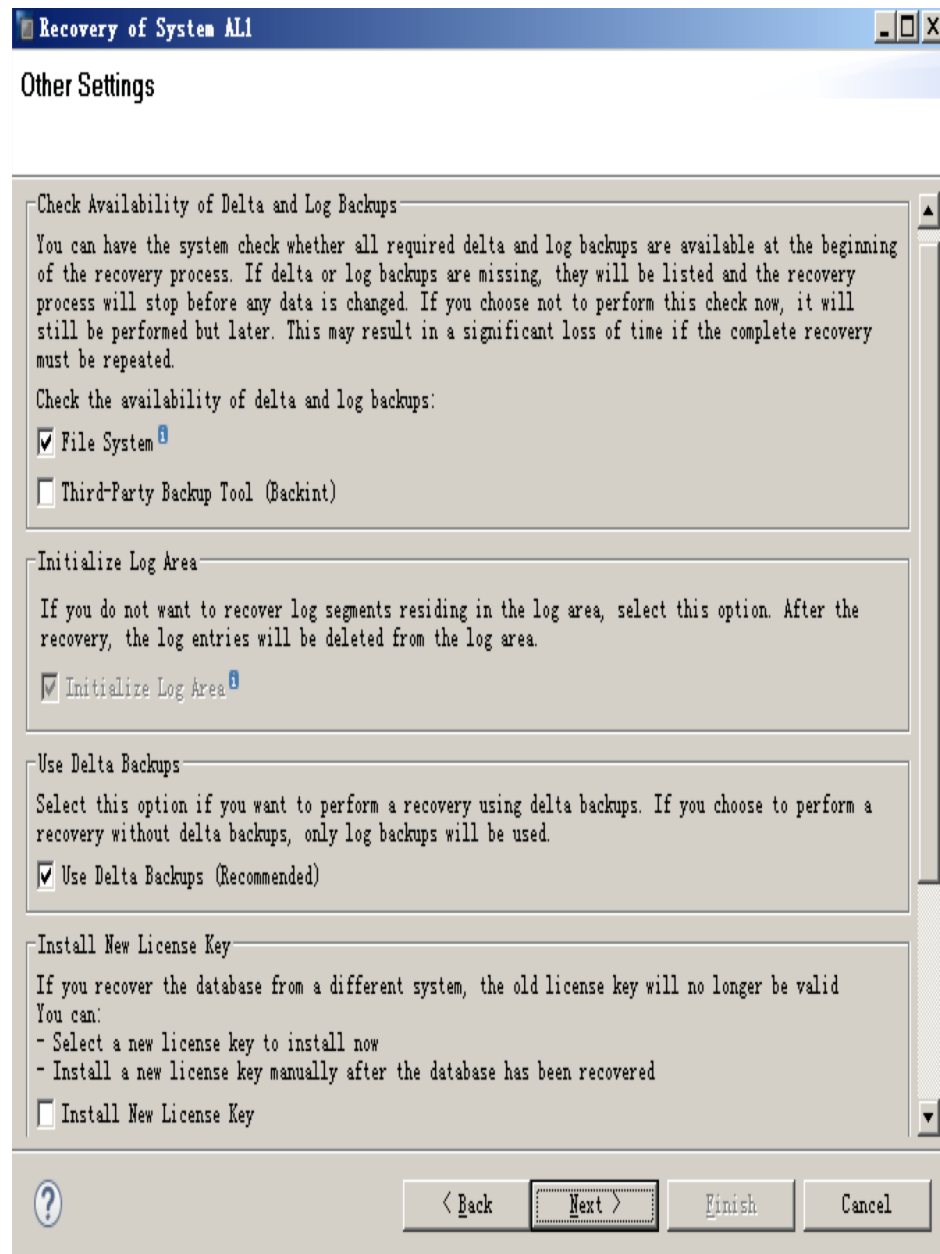 Recovery of System AL1
Other Settings
Check Availability of Delta and Log Backups
You can have the system check whether all required delta and log backups are available at the beginning
of the recovery process. If delta or log backups are missing, they will be listed and the recovery
process will stop before any data is changed. If you choose not to perform this check now, it will
still be performed but later. This may result in a significant loss of time if the complete recovery
must be repeated.
Check the availability of delta and log backups:
File System
Third-Party Backup Tool (Backint)
Initialize Log Area
If you do not want to recover log segments residing in the log area, select this option. After the
recovery, the log entries will be deleted from the log area.
Initialize Log Area
Use Delta Backups
Select this option if you want to perform a recovery using delta backups. If you choose to perform a
recovery without delta backups, only log backups will be used.
Use Delta Backups (Recommended)
Install New License Key
If you recover the database from a different system, the old license key will no longer be valid
You can:
- Select a new license key to install now
- Install a new license key manually after the database has been recovered
Install New License Key
< Back Next > Finish Cancel